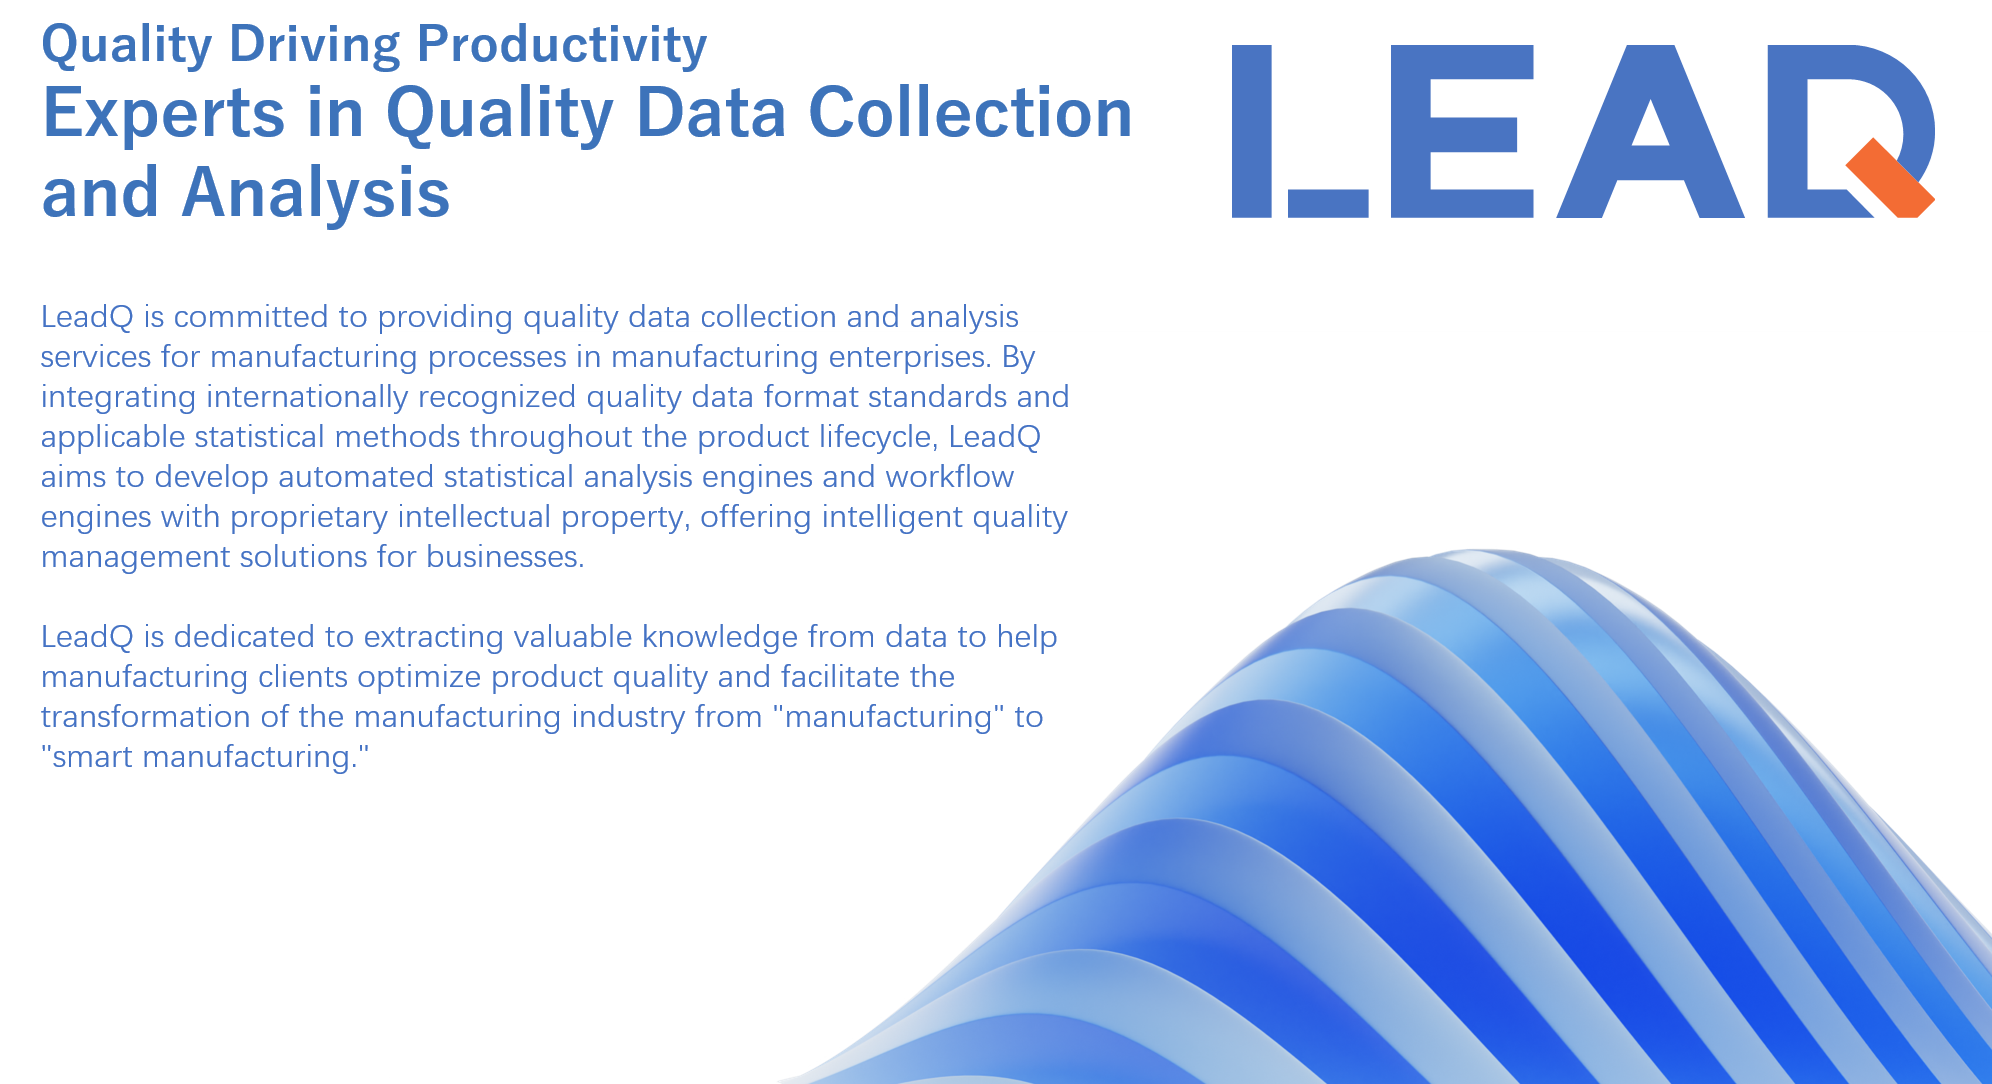 Quality Driving Productivity
Experts in Quality Data Collection
and Analysis
LEADQ
LeadQ is committed to providing quality data collection and analysis
services for manufacturing processes in manufacturing enterprises. By
integrating internationally recognized quality data format standards and
applicable statistical methods throughout the product lifecycle, LeadQ
aims to develop automated statistical analysis engines and workflow
engines with proprietary intellectual property, offering intelligent quality
management solutions for businesses.
LeadQ is dedicated to extracting valuable knowledge from data to help
manufacturing clients optimize product quality and facilitate the
transformation of the manufacturing industry from "manufacturing" to
"smart manufacturing."